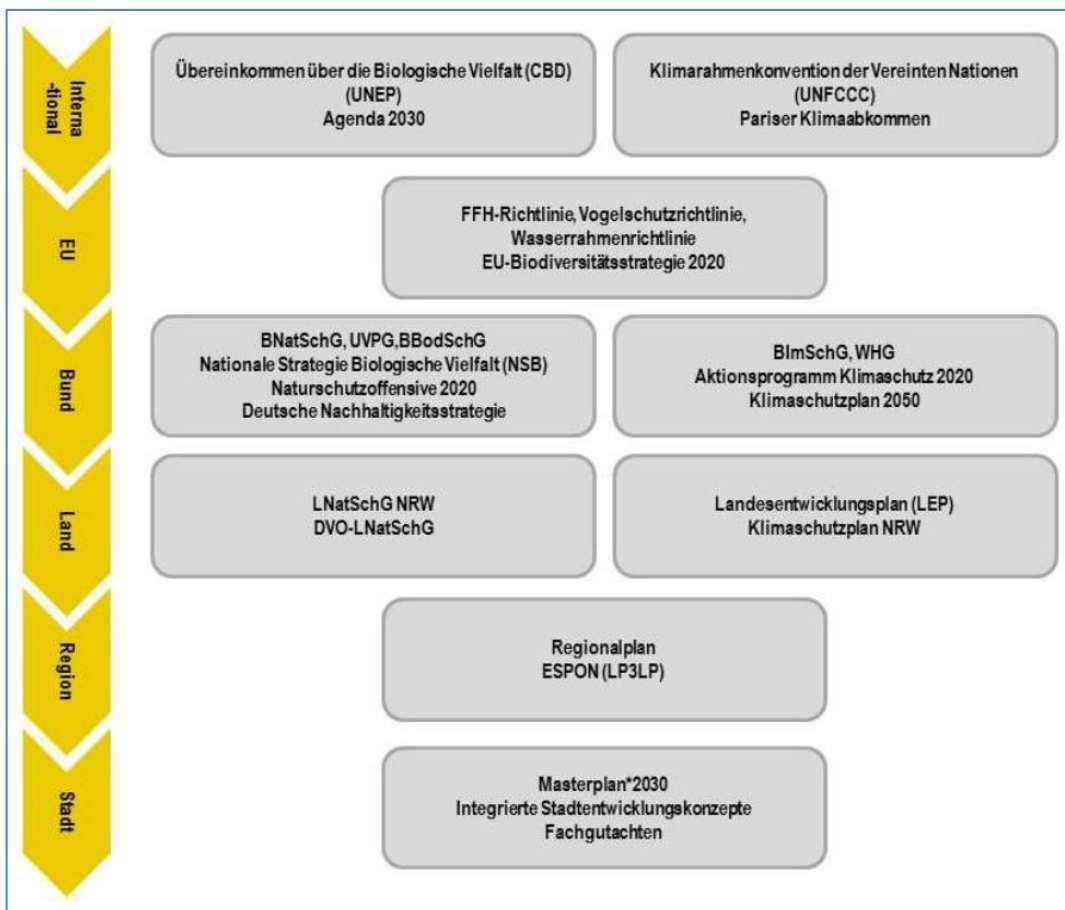 Interna
-tional
Übereinkommen über die Biologische Vielfalt (CBD)
(UNEP)
Agenda 2030
Klimarahmenkonvention der Vereinten Nationen
(UNFCCC)
Pariser Klimaabkommen
EU
FFH-Richtlinie, Vogelschutzrichtlinie,
Wasserrahmenrichtlinie
EU-Biodiversitätsstrategie 2020
Bund
BNatSchG, UVPG,BBodSchG
Nationale Strategie Biologische Vielfalt (NSB)
Naturschutzoffensive 2020
Deutsche Nachhaltigkeitsstrategie
BImSchG, WHG
Aktionsprogramm Klimaschutz 2020
Klimaschutzplan 2050
Land
LNatSchG NRW
DVO-LNatSchG
Landesentwicklungsplan (LEP)
Klimaschutzplan NRW
Region
Regionalplan
ESPON (LP3LP)
Stadt
Masterplan*2030
Integrierte Stadtentwicklungskonzepte
Fachgutachten